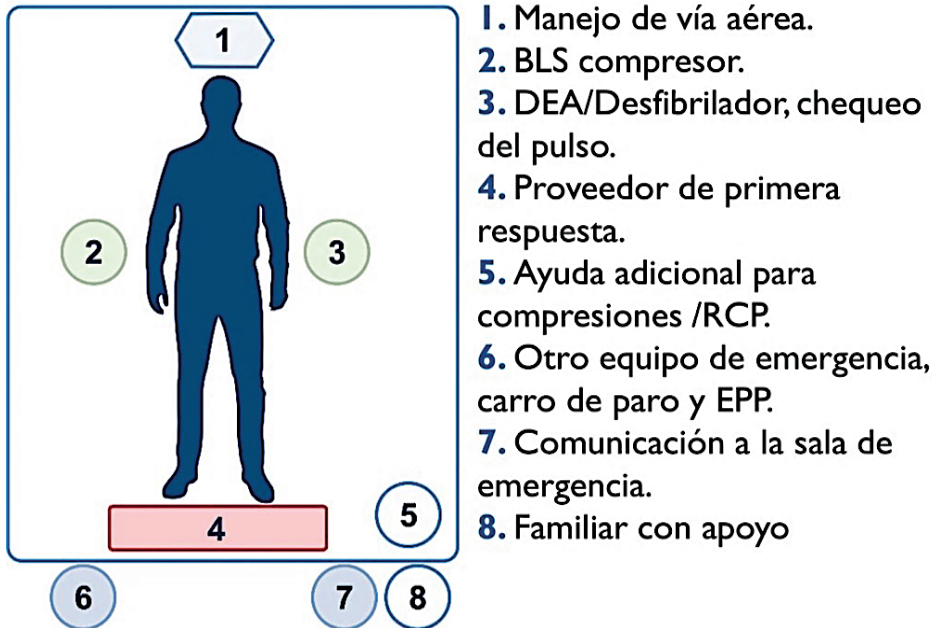 1
2
3
4
5
6
7
8
1. Manejo de vía aérea.
2. BLS compresor.
3. DEA/Desfibrilador, chequeo
del pulso.
4. Proveedor de primera
respuesta.
5. Ayuda adicional para
compresiones /RCP.
6. Otro equipo de emergencia,
carro de paro y EPP.
7. Comunicación a la sala de
emergencia.
8. Familiar con apoyo